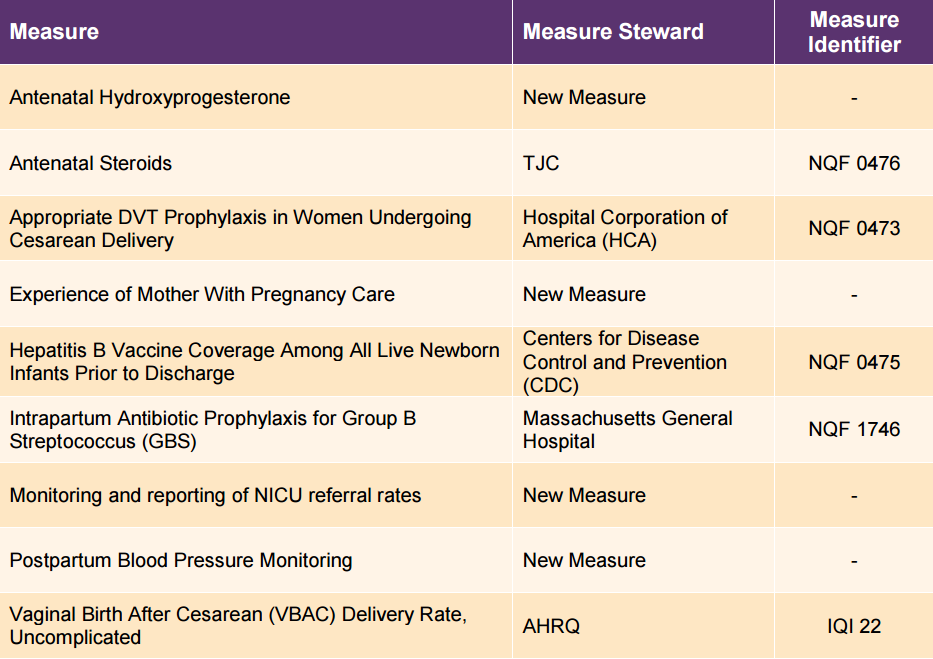 Measure
Measure Steward
Measure
Identifier
Antenatal Hydroxyprogesterone
New Measure
-
Antenatal Steroids
TJC
NQF 0476
Appropriate DVT Prophylaxis in Women Undergoing
Cesarean Delivery
Hospital Corporation of
America (HCA)
NQF 0473
Experience of Mother With Pregnancy Care
New Measure
-
Hepatitis B Vaccine Coverage Among All Live Newborn
Infants Prior to Discharge
Centers for Disease
Control and Prevention
(CDC)
NQF 0475
Intrapartum Antibiotic Prophylaxis for Group B
Streptococcus (GBS)
Massachusetts General
Hospital
NQF 1746
Monitoring and reporting of NICU referral rates
New Measure
-
Postpartum Blood Pressure Monitoring
New Measure
-
Vaginal Birth After Cesarean (VBAC) Delivery Rate,
Uncomplicated
AHRQ
IQI 22